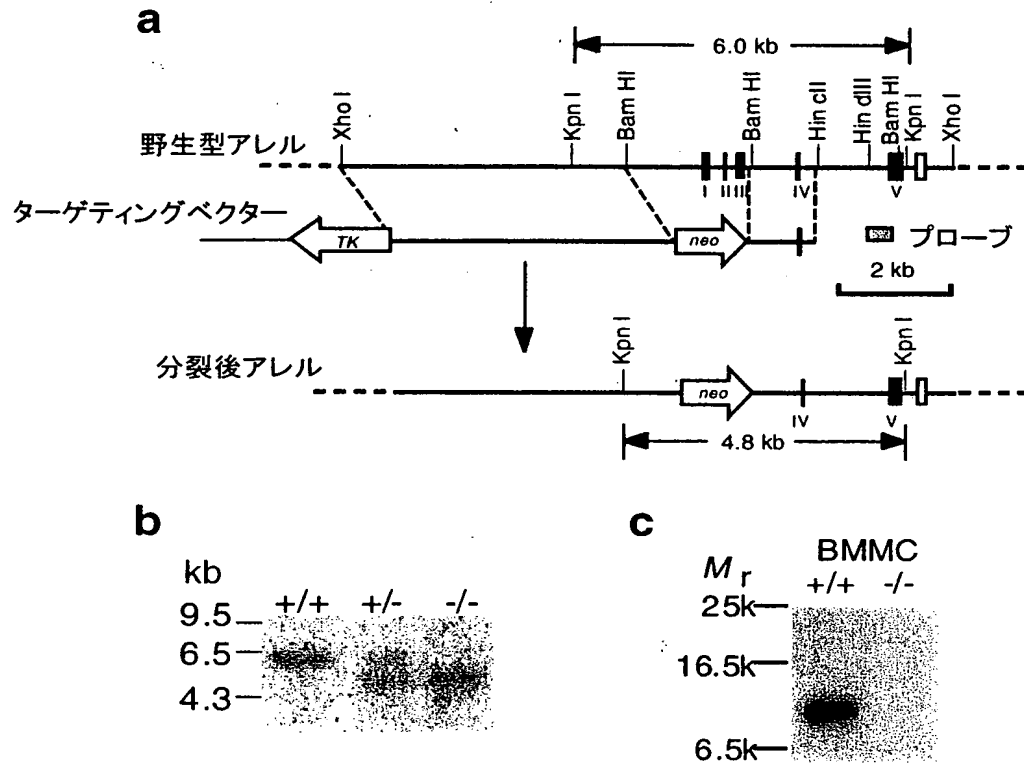 a
6.0 kb
Xho I
Kpn I
Bam HI
Bam HI
Hin cII
Hin dIII
Bam HI
Kpn I
Xho I
野生型アレル
I
II
III
IV
V
ターゲティングベクター
TK
neo
プローブ
2 kb
Kpn I
Kpn I
分裂後アレル
neo
IV
V
4.8 kb
b
kb
+/+ +/- -/-
9.5
6.5
4.3
c
BMMC
Mr
+/+ -/-
25k
16.5k
6.5k